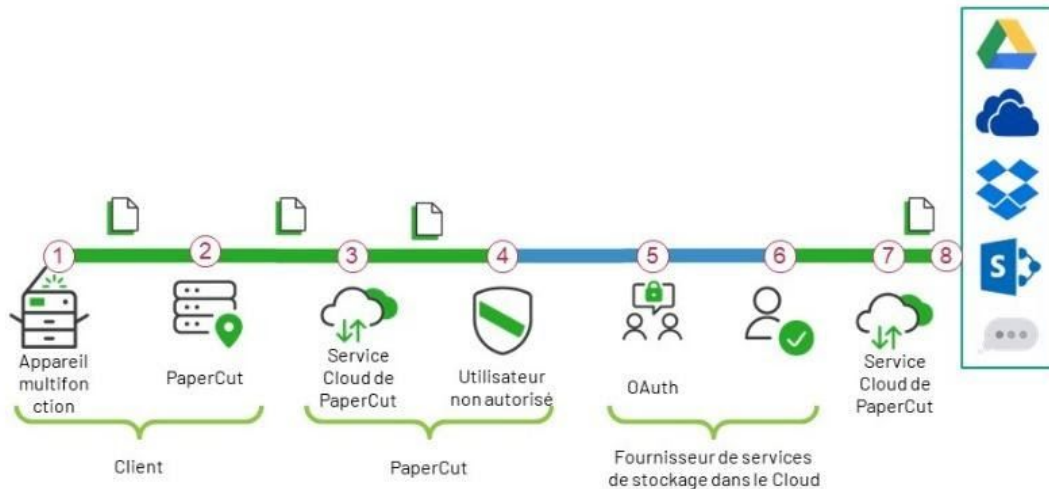 1
2
3
4
5
6
7
8
Appareil
multifon
ction
PaperCut
Service
Cloud de
PaperCut
Utilisateur
non autorisé
OAuth
Service
Cloud de
PaperCut
Client
PaperCut
Fournisseur de services
de stockage dans le Cloud
S